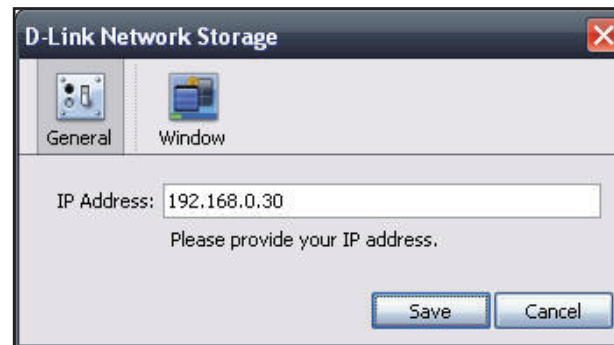 D-Link Network Storage
General Window
IP Address: 192.168.0.30
Please provide your IP address.
Save Cancel